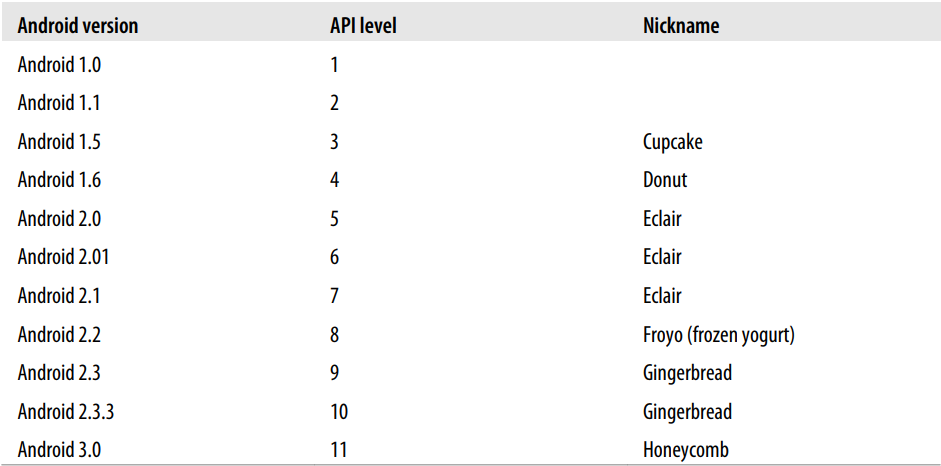 Android version API level Nickname
Android 1.0 1
Android 1.1 2
Android 1.5 3 Cupcake
Android 1.6 4 Donut
Android 2.0 5 Eclair
Android 2.01 6 Eclair
Android 2.1 7 Eclair
Android 2.2 8 Froyo (frozen yogurt)
Android 2.3 9 Gingerbread
Android 2.3.3 10 Gingerbread
Android 3.0 11 Honeycomb